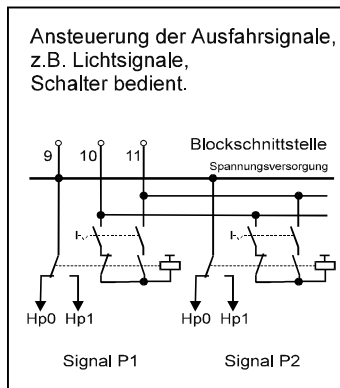 Ansteuerung der Ausfahrsignale,
z.B. Lichtsignale,
Schalter bedient.
9 10 11 Blockschnittstelle
Spannungsversorgung
Hp0 Hp1 Hp0 Hp1
Signal P1 Signal P2